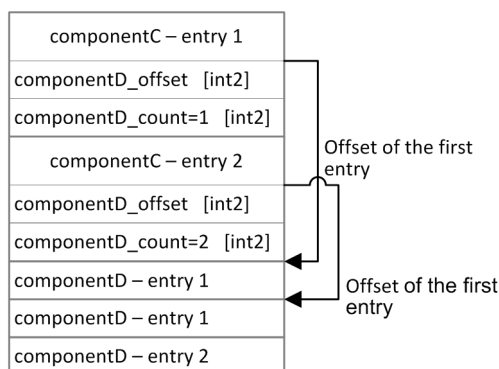 componentC – entry 1
componentD_offset [int2]
componentD_count=1 [int2]
componentC – entry 2
componentD_offset [int2]
componentD_count=2 [int2]
componentD – entry 1
componentD – entry 1
componentD – entry 2
Offset of the first
entry
Offset of the first
entry